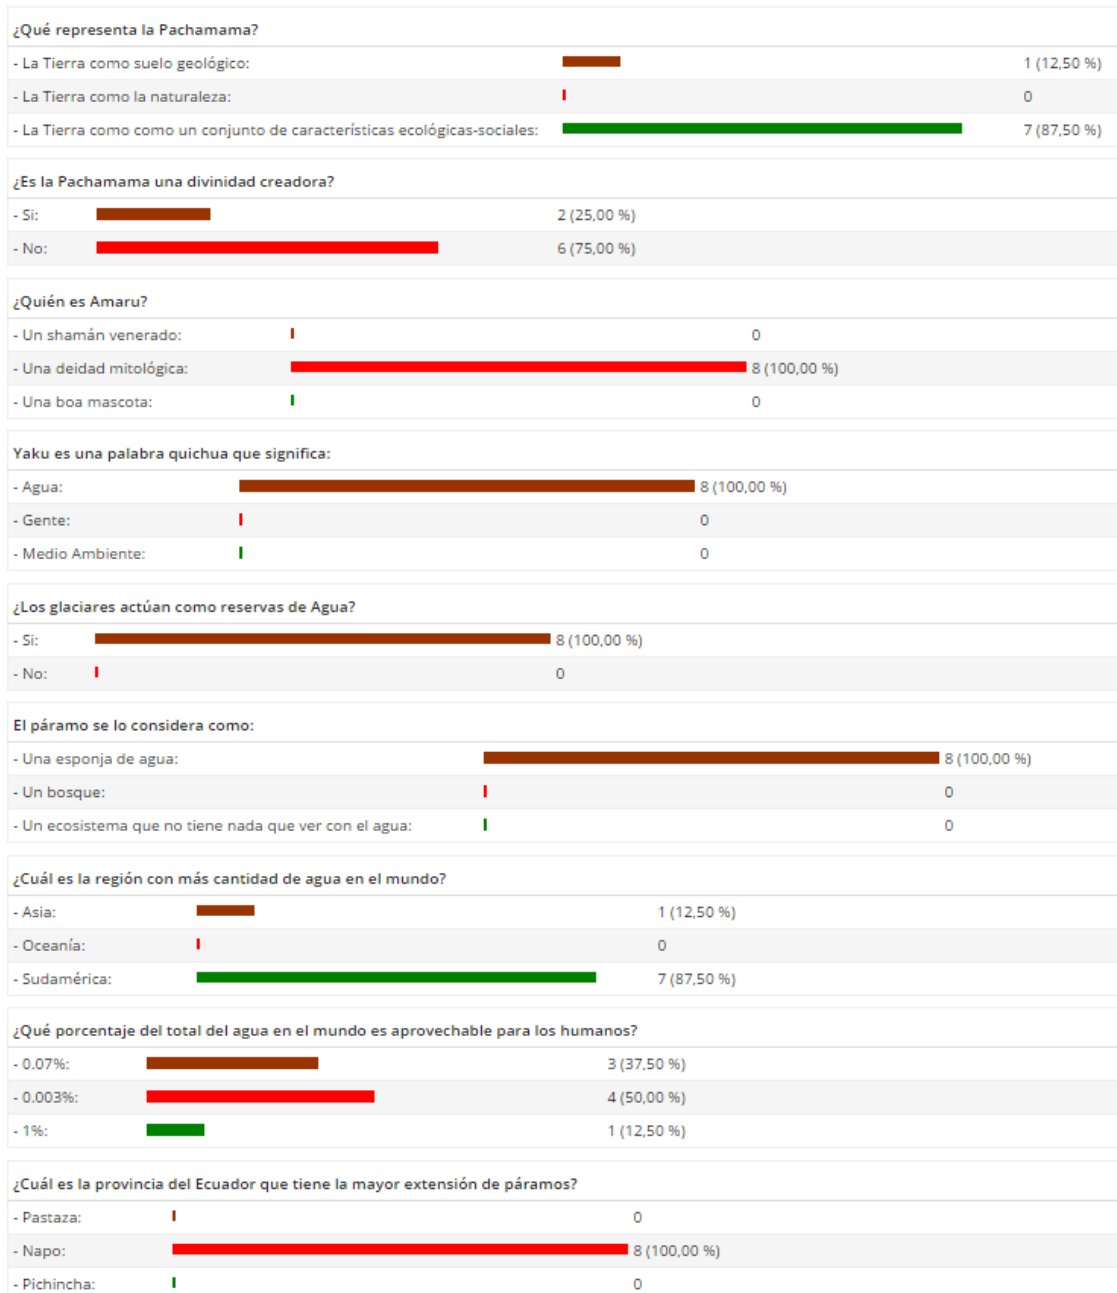 ¿Qué representa la Pachamama?
- La Tierra como suelo geológico: 1 (12,50 %)
- La Tierra como la naturaleza: 0
- La Tierra como como un conjunto de características ecológicas-sociales: 7 (87,50 %)
¿Es la Pachamama una divinidad creadora?
- Si: 2 (25,00 %)
- No: 6 (75,00 %)
¿Quién es Amaru?
- Un shamán venerado: 0
- Una deidad mitológica: 8 (100,00 %)
- Una boa mascota: 0
Yaku es una palabra quichua que significa:
- Agua: 8 (100,00 %)
- Gente: 0
- Medio Ambiente: 0
¿Los glaciares actúan como reservas de Agua?
- Si: 8 (100,00 %)
- No: 0
El páramo se lo considera como:
- Una esponja de agua: 8 (100,00 %)
- Un bosque: 0
- Un ecosistema que no tiene nada que ver con el agua: 0
¿Cuál es la región con más cantidad de agua en el mundo?
- Asia: 1 (12,50 %)
- Oceanía: 0
- Sudamérica: 7 (87,50 %)
¿Qué porcentaje del total del agua en el mundo es aprovechable para los humanos?
- 0.07%: 3 (37,50 %)
- 0.003%: 4 (50,00 %)
- 1%: 1 (12,50 %)
¿Cuál es la provincia del Ecuador que tiene la mayor extensión de páramos?
- Pastaza: 0
- Napo: 8 (100,00 %)
- Pichincha: 0